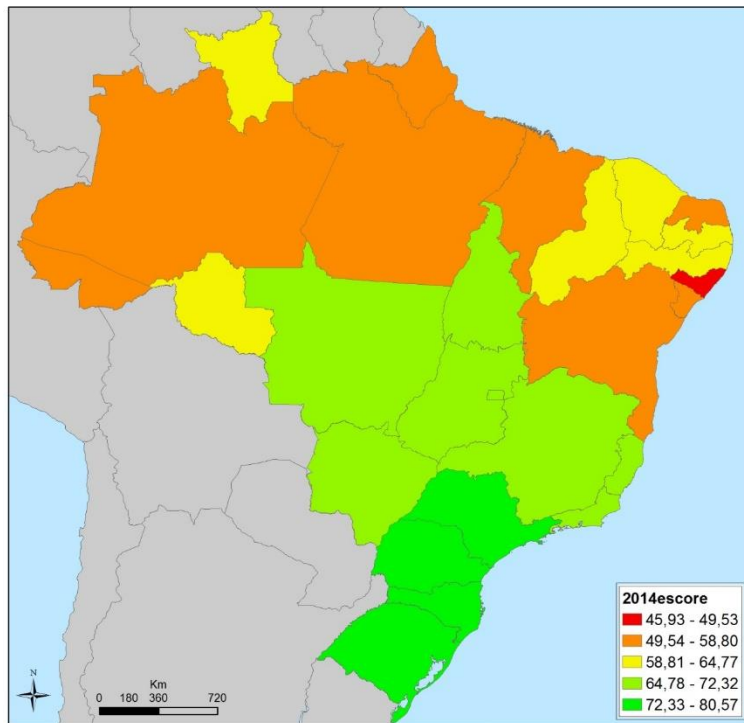 2014escore
45,93 - 49,53
49,54 - 58,80
58,81 - 64,77
64,78 - 72,32
72,33 - 80,57
N
Km
0 180 360 720